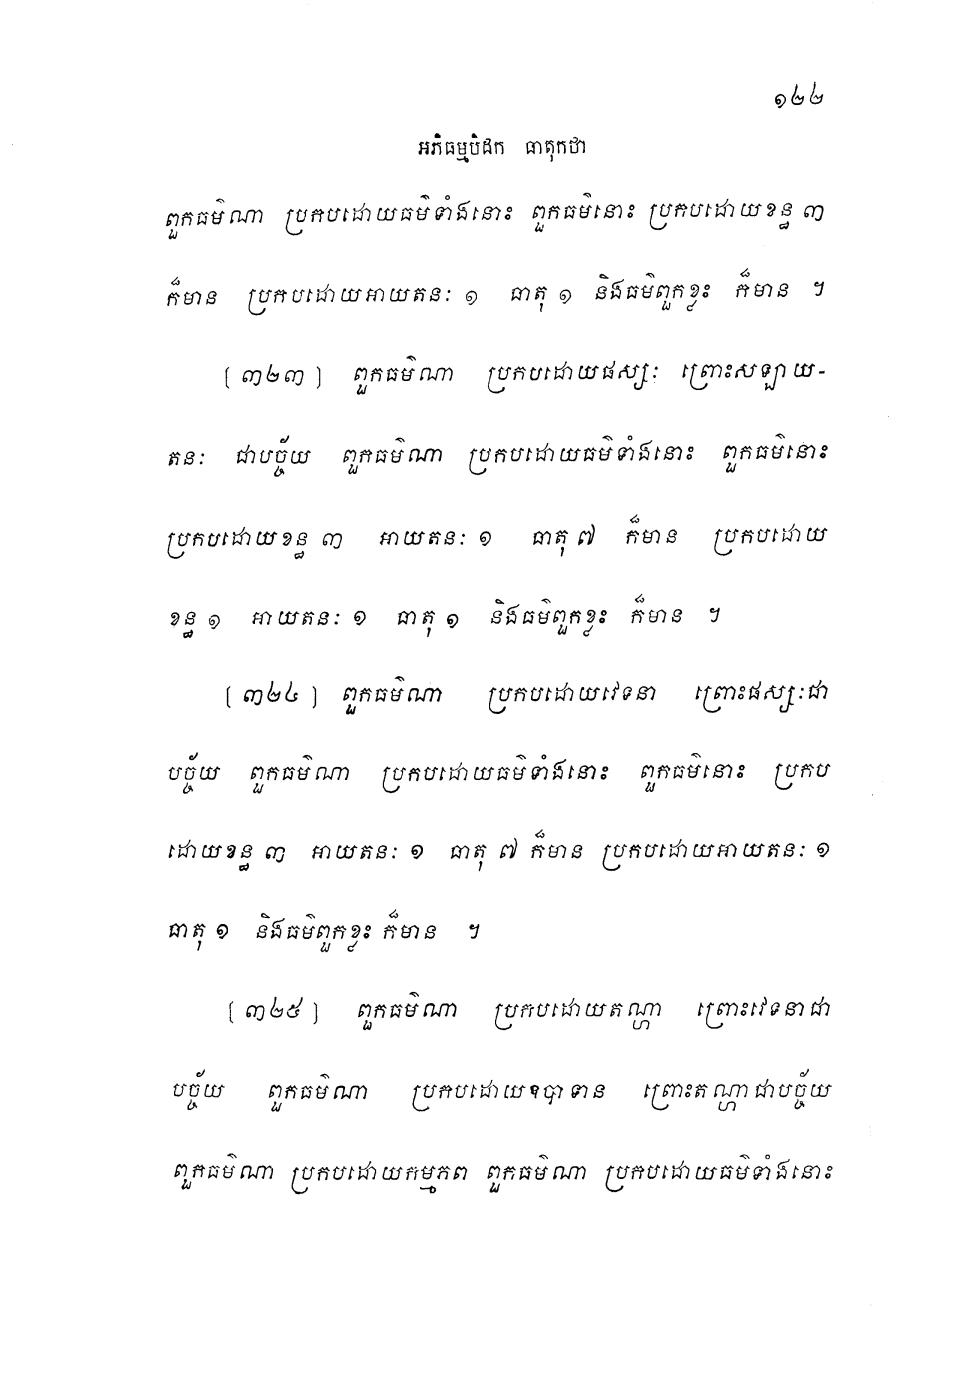 ១២២
អភិធម្មបិដក ធាតុកថា
ពួកធម៌ណា ប្រកបដោយធម៌ទាំងនោះ ពួកធម៌នោះ ប្រកបដោយខន្ធ ៣
ក៏មាន ប្រកបដោយអាយតនៈ ១ ធាតុ ១ និងធម៌ពួកខ្លះ ក៏មាន ។
[ ៣២៣ ] ពួកធម៌ណា ប្រកបដោយផស្សៈ ព្រោះសឡាយ-
តនៈ ជាបច្ច័យ ពួកធម៌ណា ប្រកបដោយធម៌ទាំងនោះ ពួកធម៌នោះ
ប្រកបដោយខន្ធ ៣ អាយតនៈ ១ ធាតុ ៧ ក៏មាន ប្រកបដោយ
ខន្ធ ១ អាយតនៈ ១ ធាតុ ១ និងធម៌ពួកខ្លះ ក៏មាន ។
[ ៣២៤ ] ពួកធម៌ណា ប្រកបដោយវេទនា ព្រោះផស្សៈជា
បច្ច័យ ពួកធម៌ណា ប្រកបដោយធម៌ទាំងនោះ ពួកធម៌នោះ ប្រកប
ដោយខន្ធ ៣ អាយតនៈ ១ ធាតុ ៧ ក៏មាន ប្រកបដោយអាយតនៈ ១
ធាតុ ១ និងធម៌ពួកខ្លះ ក៏មាន ។
[ ៣២៥ ] ពួកធម៌ណា ប្រកបដោយតណ្ហា ព្រោះវេទនាជា
បច្ច័យ ពួកធម៌ណា ប្រកបដោយឧបាទាន ព្រោះតណ្ហាជាបច្ច័យ
ពួកធម៌ណា ប្រកបដោយកម្មភព ពួកធម៌ណា ប្រកបដោយធម៌ទាំងនោះ